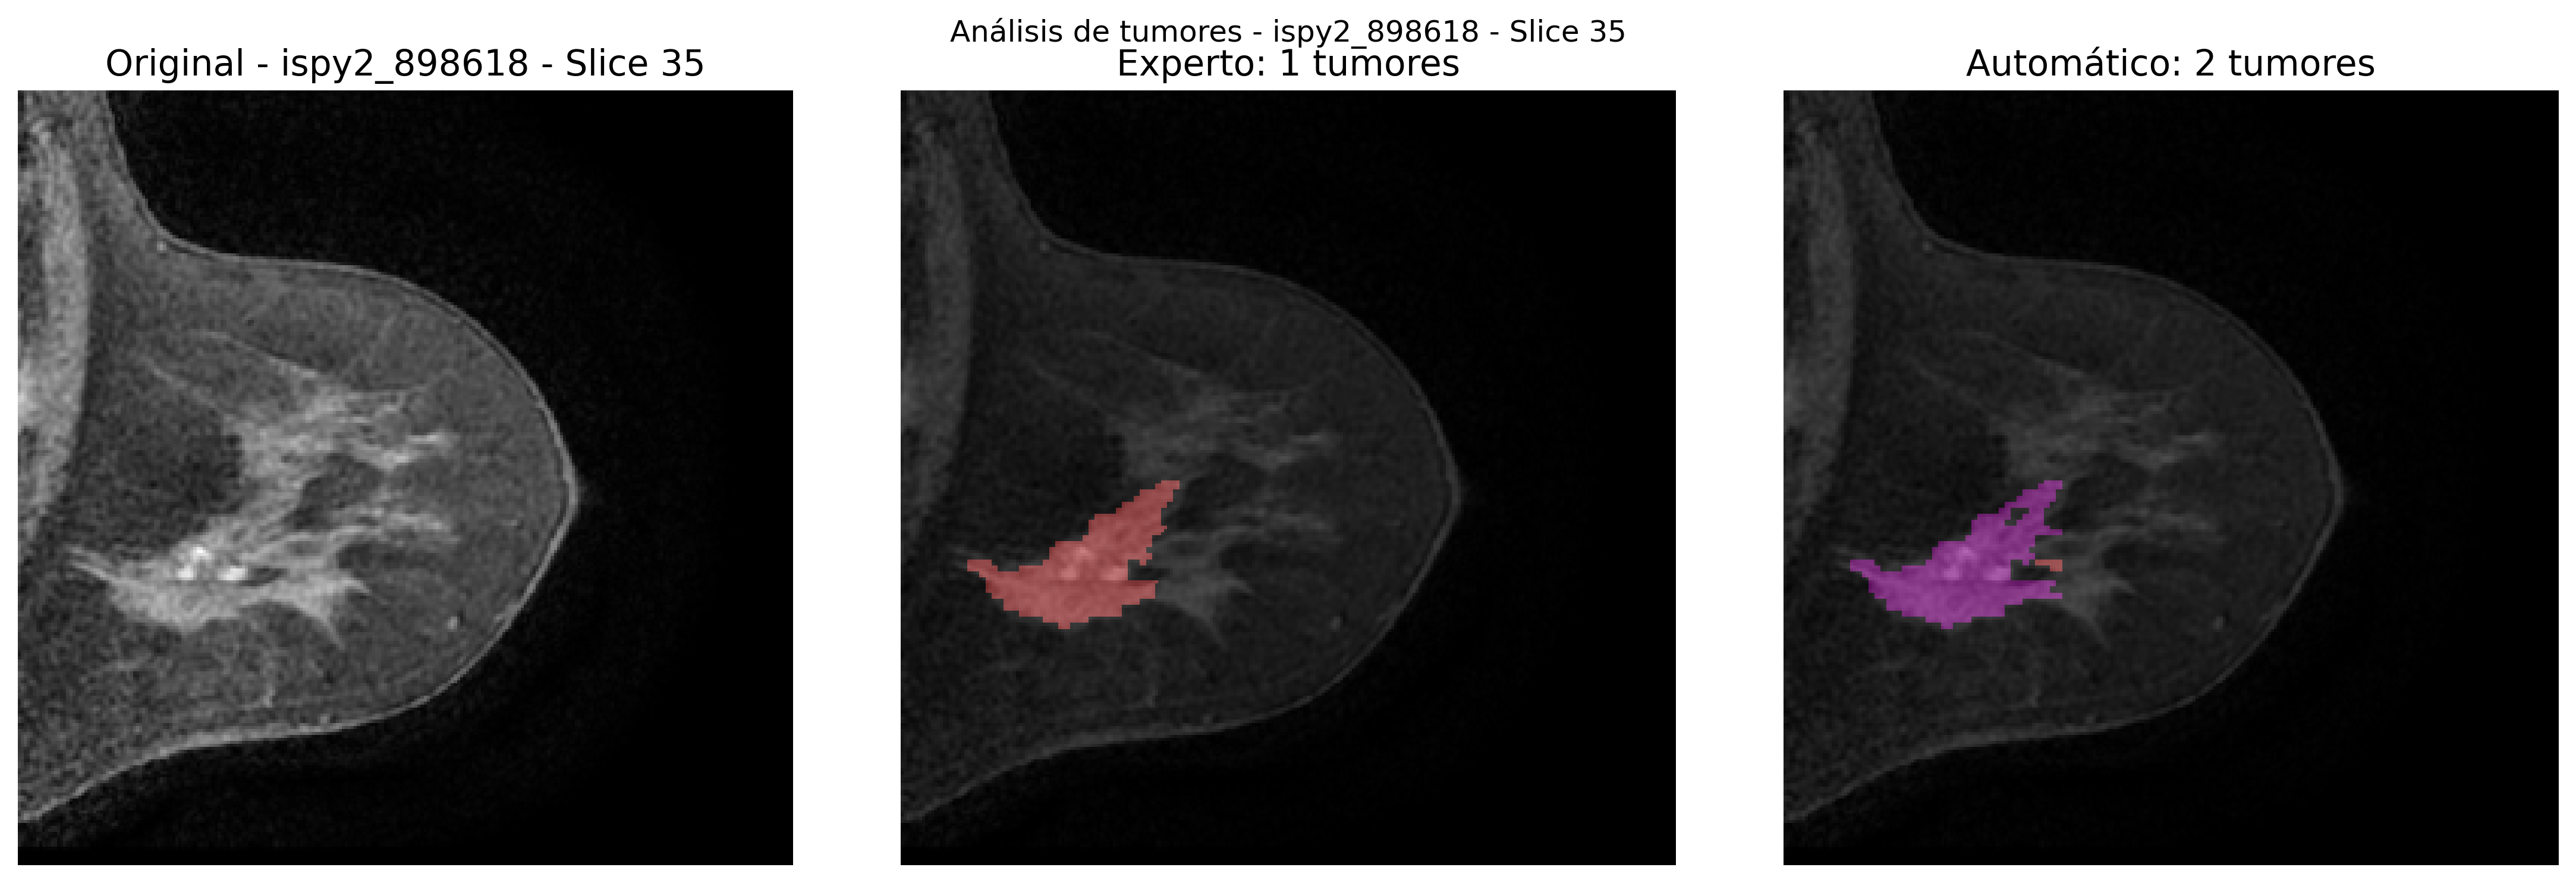 Análisis de tumores - ispy2_898618 - Slice 35
Original - ispy2_898618 - Slice 35
Experto: 1 tumores
Automático: 2 tumores